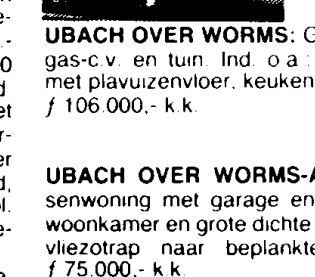 UBACH OVER WORMS:
gas-c.v. en tuin. Ind. o a :
met plavuizenvloer, keuken
ƒ 106.000,- k.k.
UBACH OVER WORMS-
senwoning met garage en
woonkamer en grote dichte
vliezotrap naar beplankte
ƒ 75.000,- k.k.